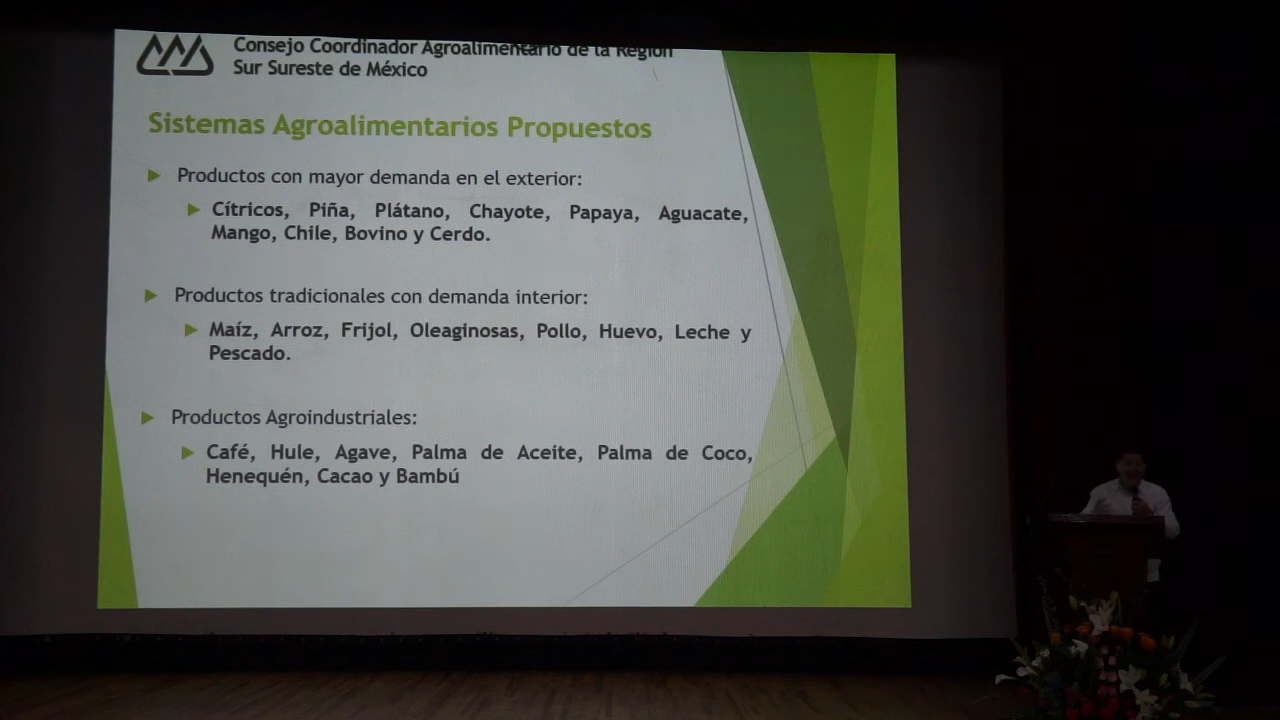 Consejo Coordinador Agroalimentario de la Región
Sur Sureste de México
Sistemas Agroalimentarios Propuestos
Productos con mayor demanda en el exterior:
Cítricos, Piña, Plátano, Chayote, Papaya, Aguacate,
Mango, Chile, Bovino y Cerdo.
Productos tradicionales con demanda interior:
Maíz, Arroz, Frijol, Oleaginosas, Pollo, Huevo, Leche y
Pescado.
Productos Agroindustriales:
Café, Hule, Agave, Palma de Aceite, Palma de Coco,
Henequén, Cacao y Bambú